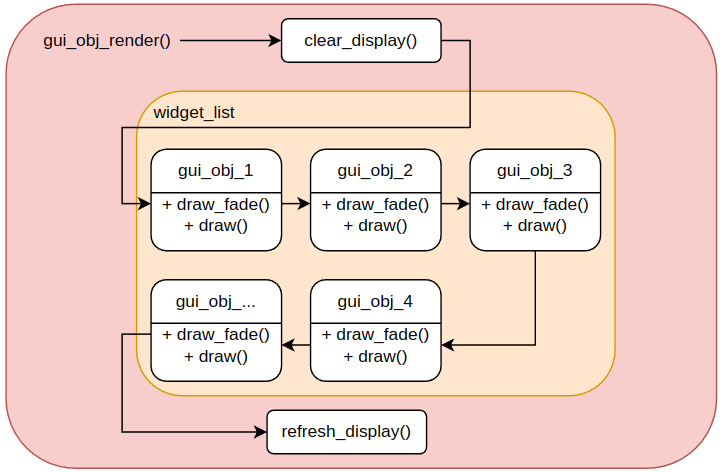 gui_obj_render()
clear_display()
widget_list
gui_obj_1
+ draw_fade()
+ draw()
gui_obj_2
+ draw_fade()
+ draw()
gui_obj_3
+ draw_fade()
+ draw()
gui_obj_4
+ draw_fade()
+ draw()
gui_obj_...
+ draw_fade()
+ draw()
refresh_display()